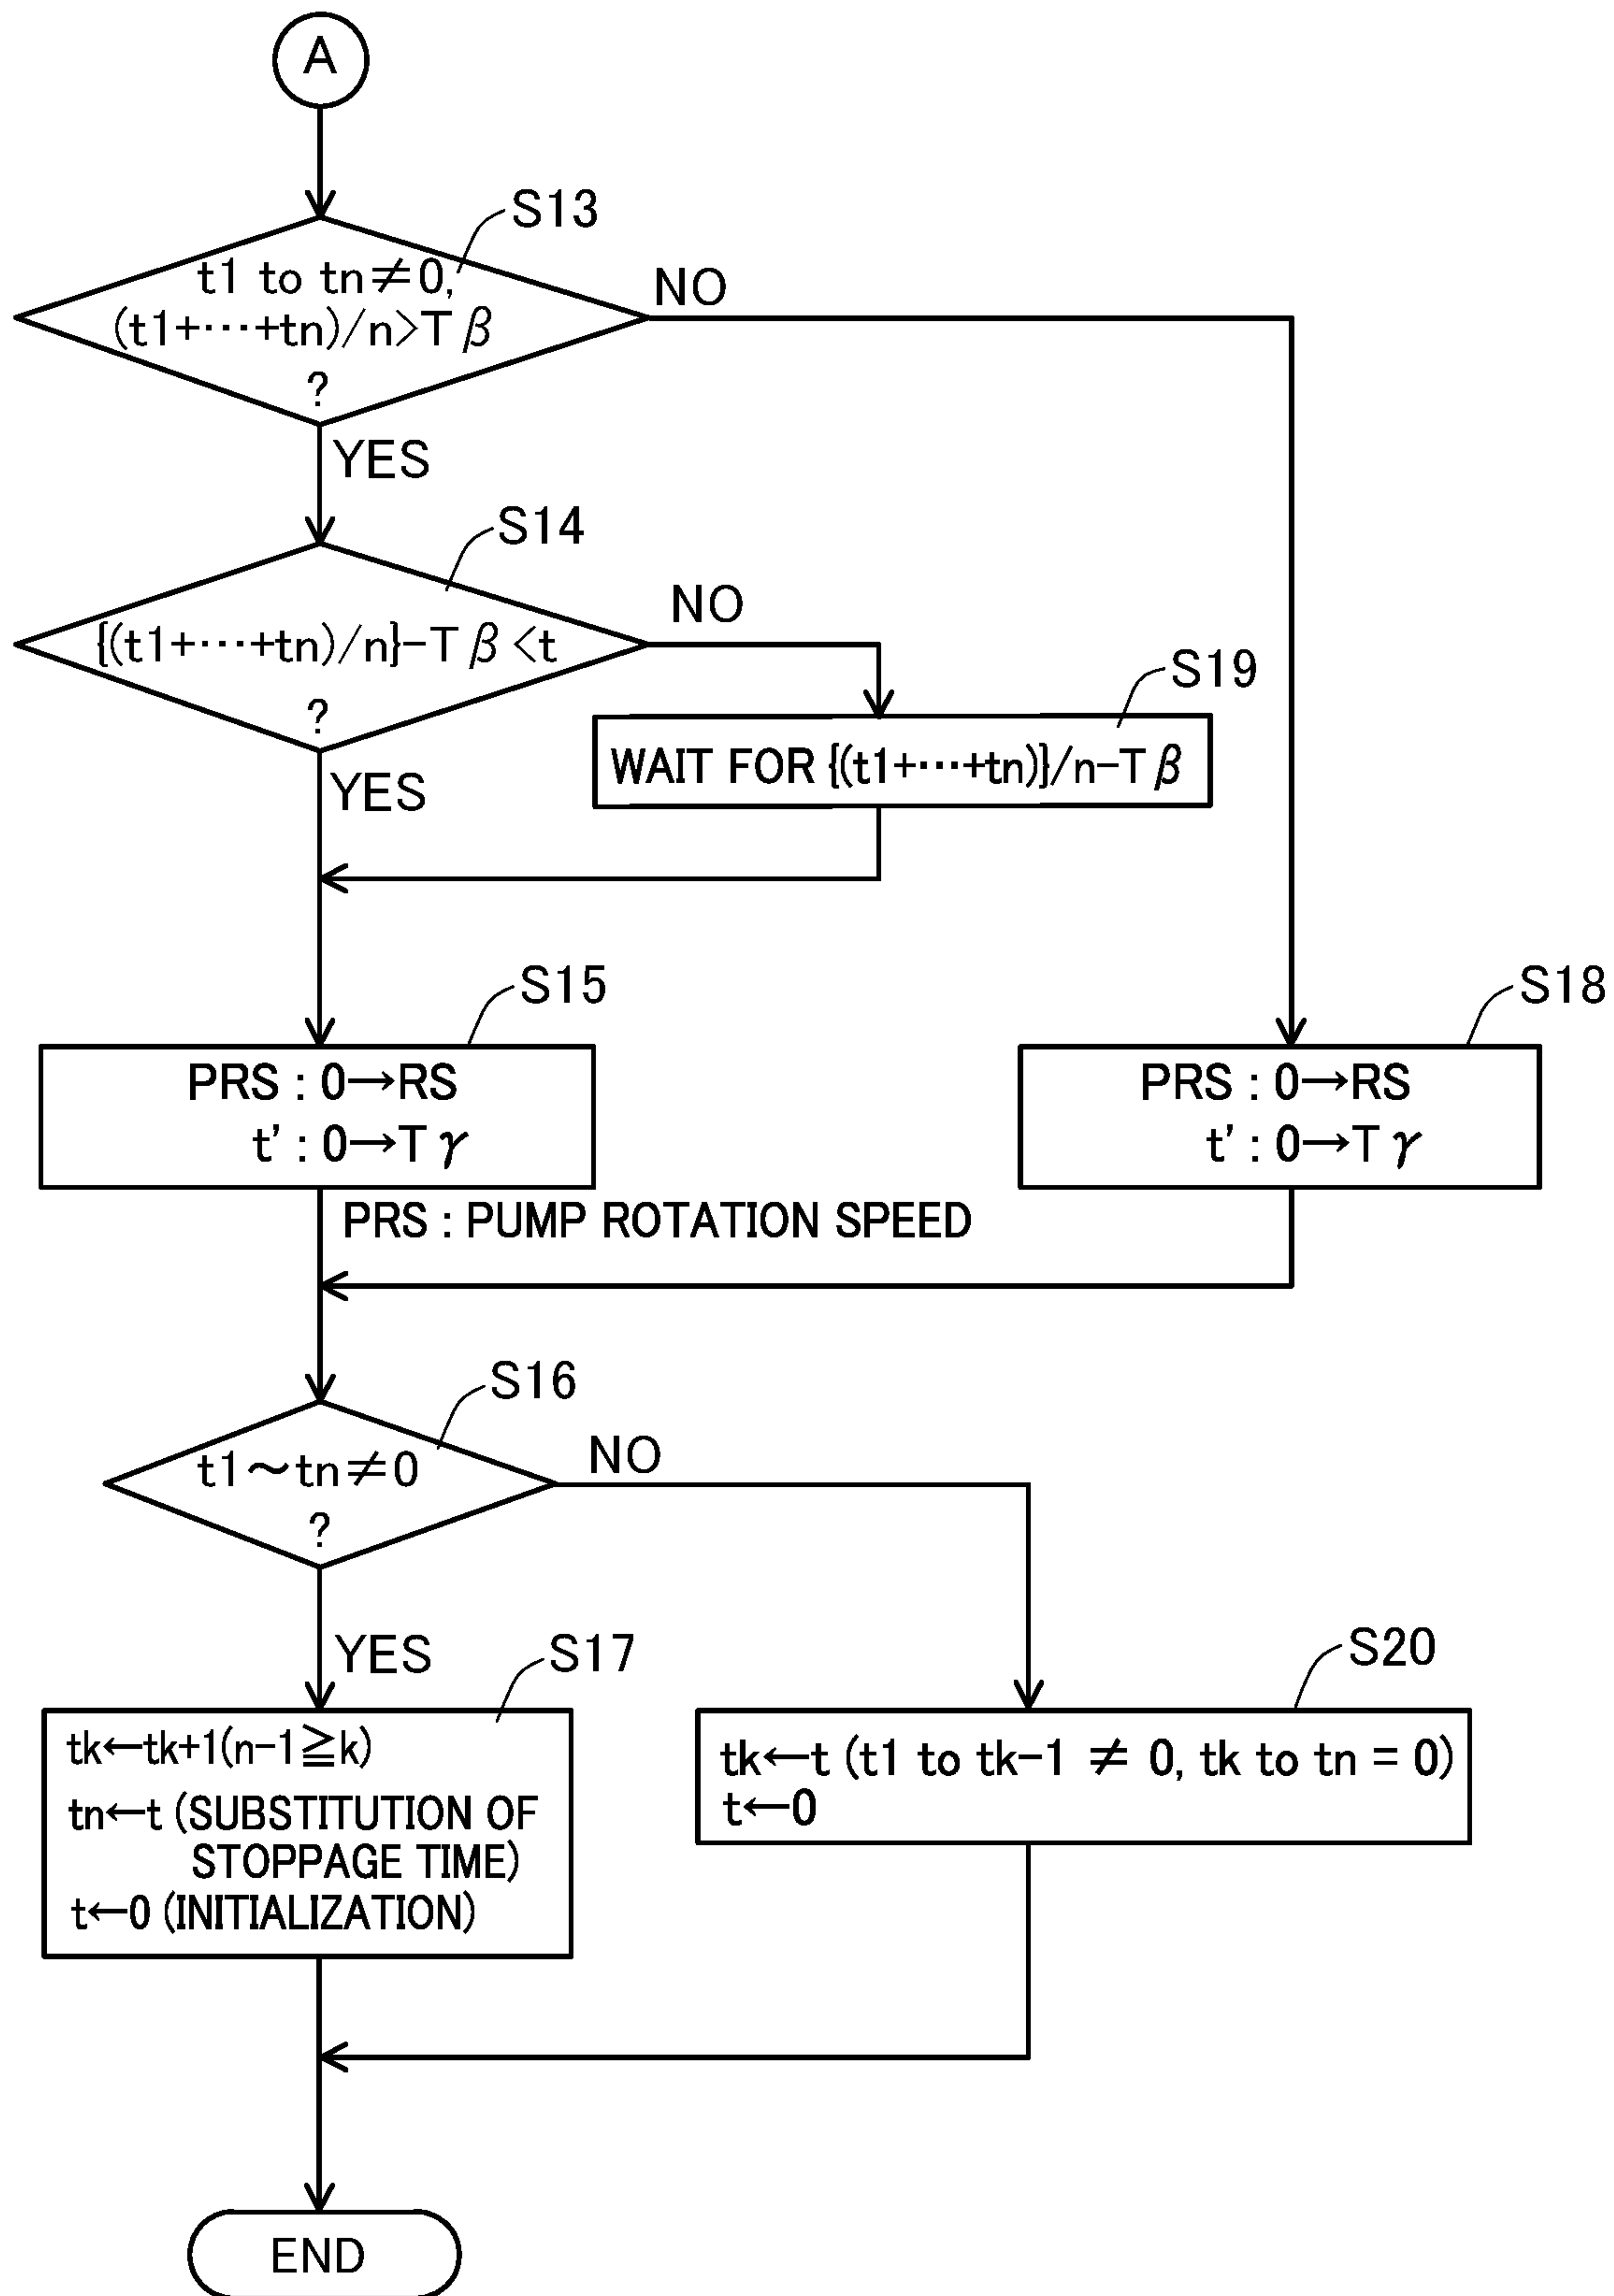 A
S13
t1 to tn≠0,
(t1+···+tn)/n>Tβ
?
NO
YES
S14
{(t1+···+tn)/n}-Tβ<t
?
NO
S19
WAIT FOR {(t1+···+tn)}/n-Tβ
YES
S15
PRS : 0→RS
t' : 0→Tγ
S18
PRS : 0→RS
t' : 0→Tγ
PRS : PUMP ROTATION SPEED
S16
t1~tn≠0
?
NO
YES
S17
tk←tk+1(n-1≧k)
tn←t (SUBSTITUTION OF
STOPPAGE TIME)
t←0 (INITIALIZATION)
S20
tk←t (t1 to tk-1 ≠ 0, tk to tn = 0)
t←0
END